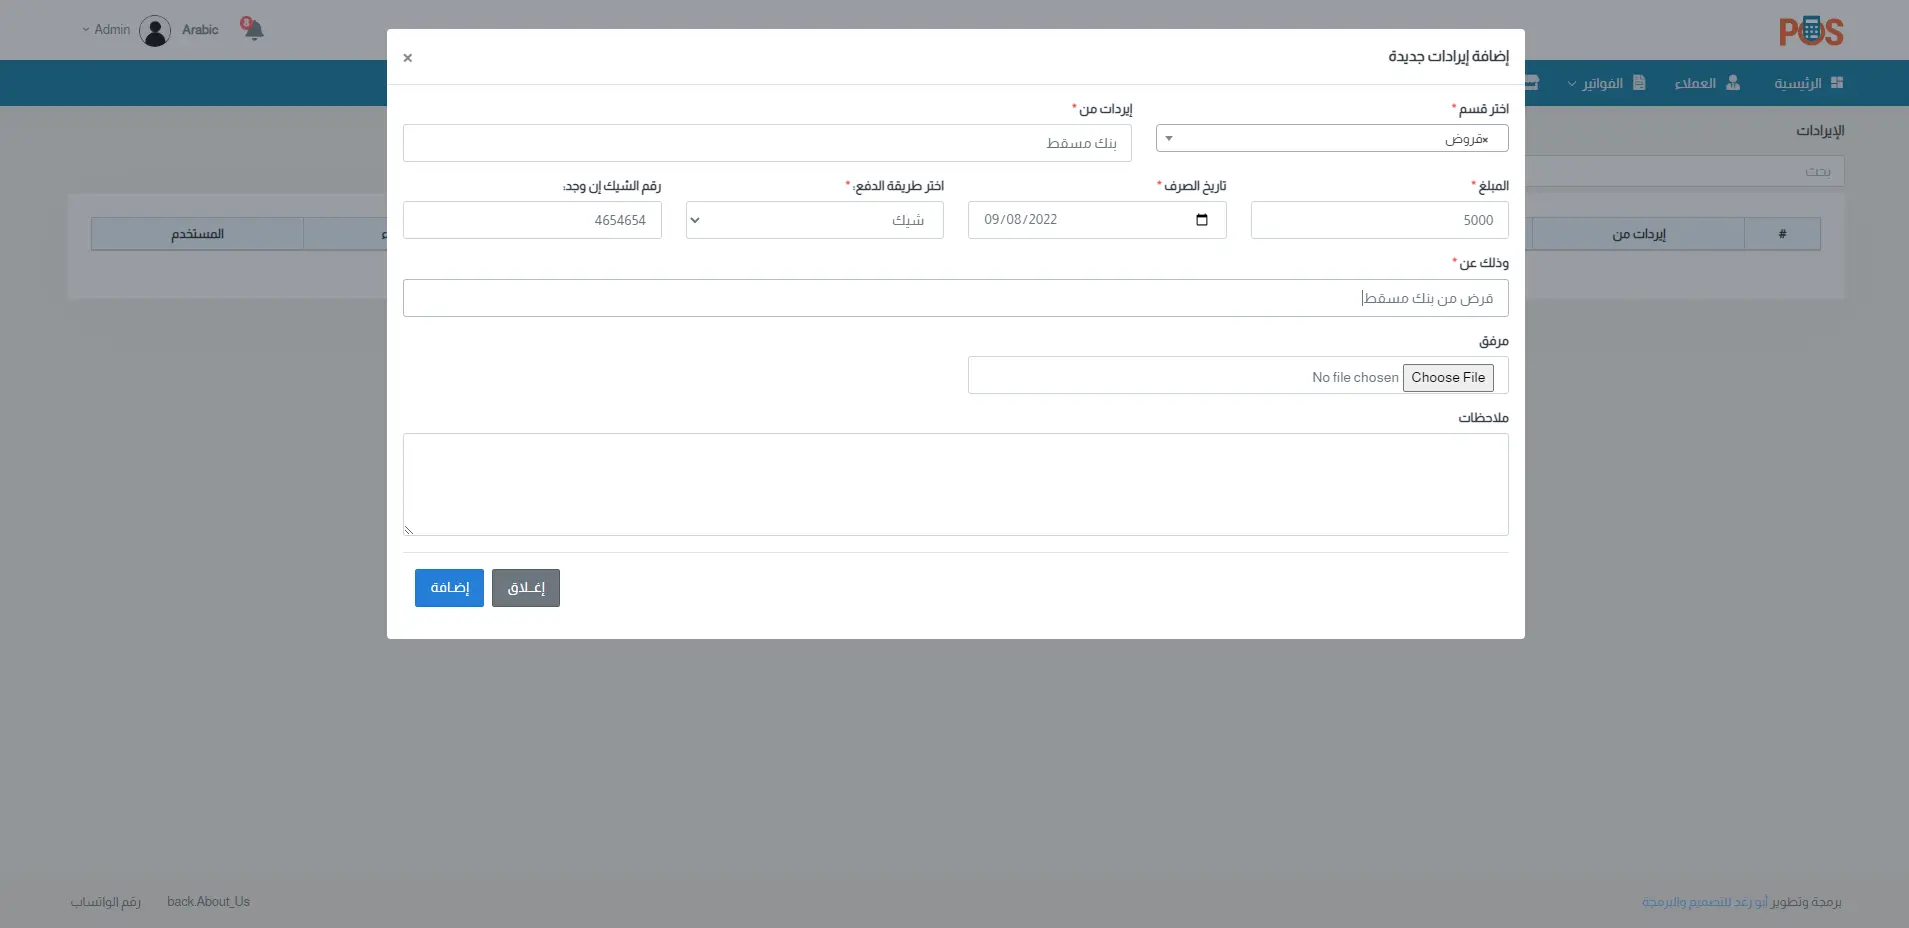 POS
Arabic
Admin
3
الرئيسية
العملاء
الفواتير
الإيرادات
بحث
#
إيردات من
المستخدم
إضافة إيرادات جديدة
×
اختر قسم *
×قروض
إيردات من *
بنك مسقط
المبلغ *
5000
تاريخ الصرف *
09/08/2022
اختر طريقة الدفع: *
شيك
رقم الشيك إن وجد:
4654654
وذلك عن *
قرض من بنك مسقط
مرفق
Choose File No file chosen
ملاحظات
إغـلاق
إضافة
برمجة وتطوير أبو رعد للتصميم والبرمجة
back.About_Us
رقم الواتساب